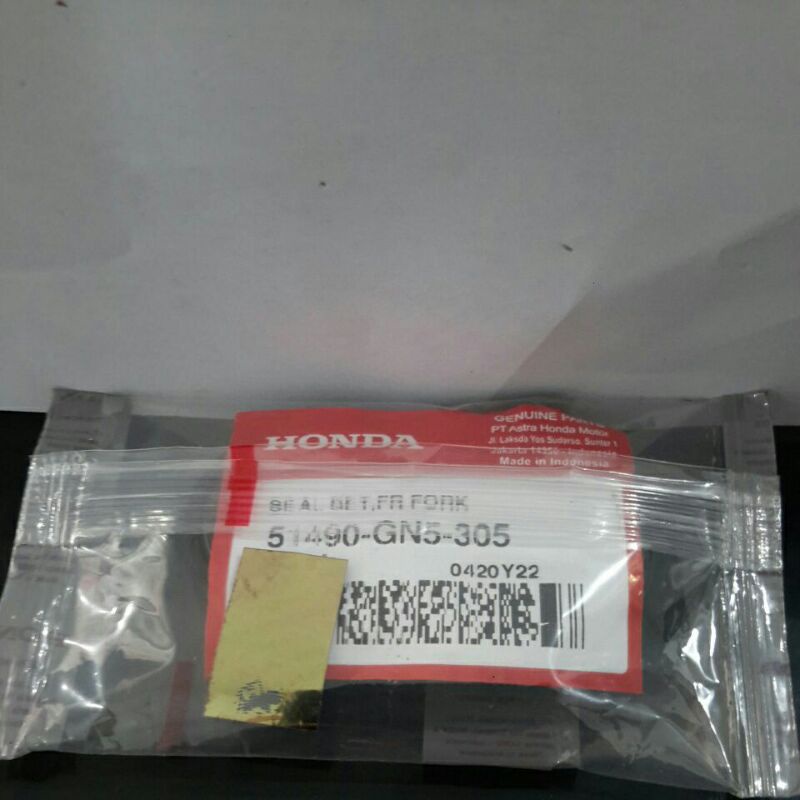 HONDA
GENUINE PARTS
PT Astra Honda Motor
Jl. Laksda Yos Sudarso, Sunter 1
Jakarta 14350 - Indonesia
Made in Indonesia
SEAL SET,FR FORK
51490-GN5-305
0420Y22